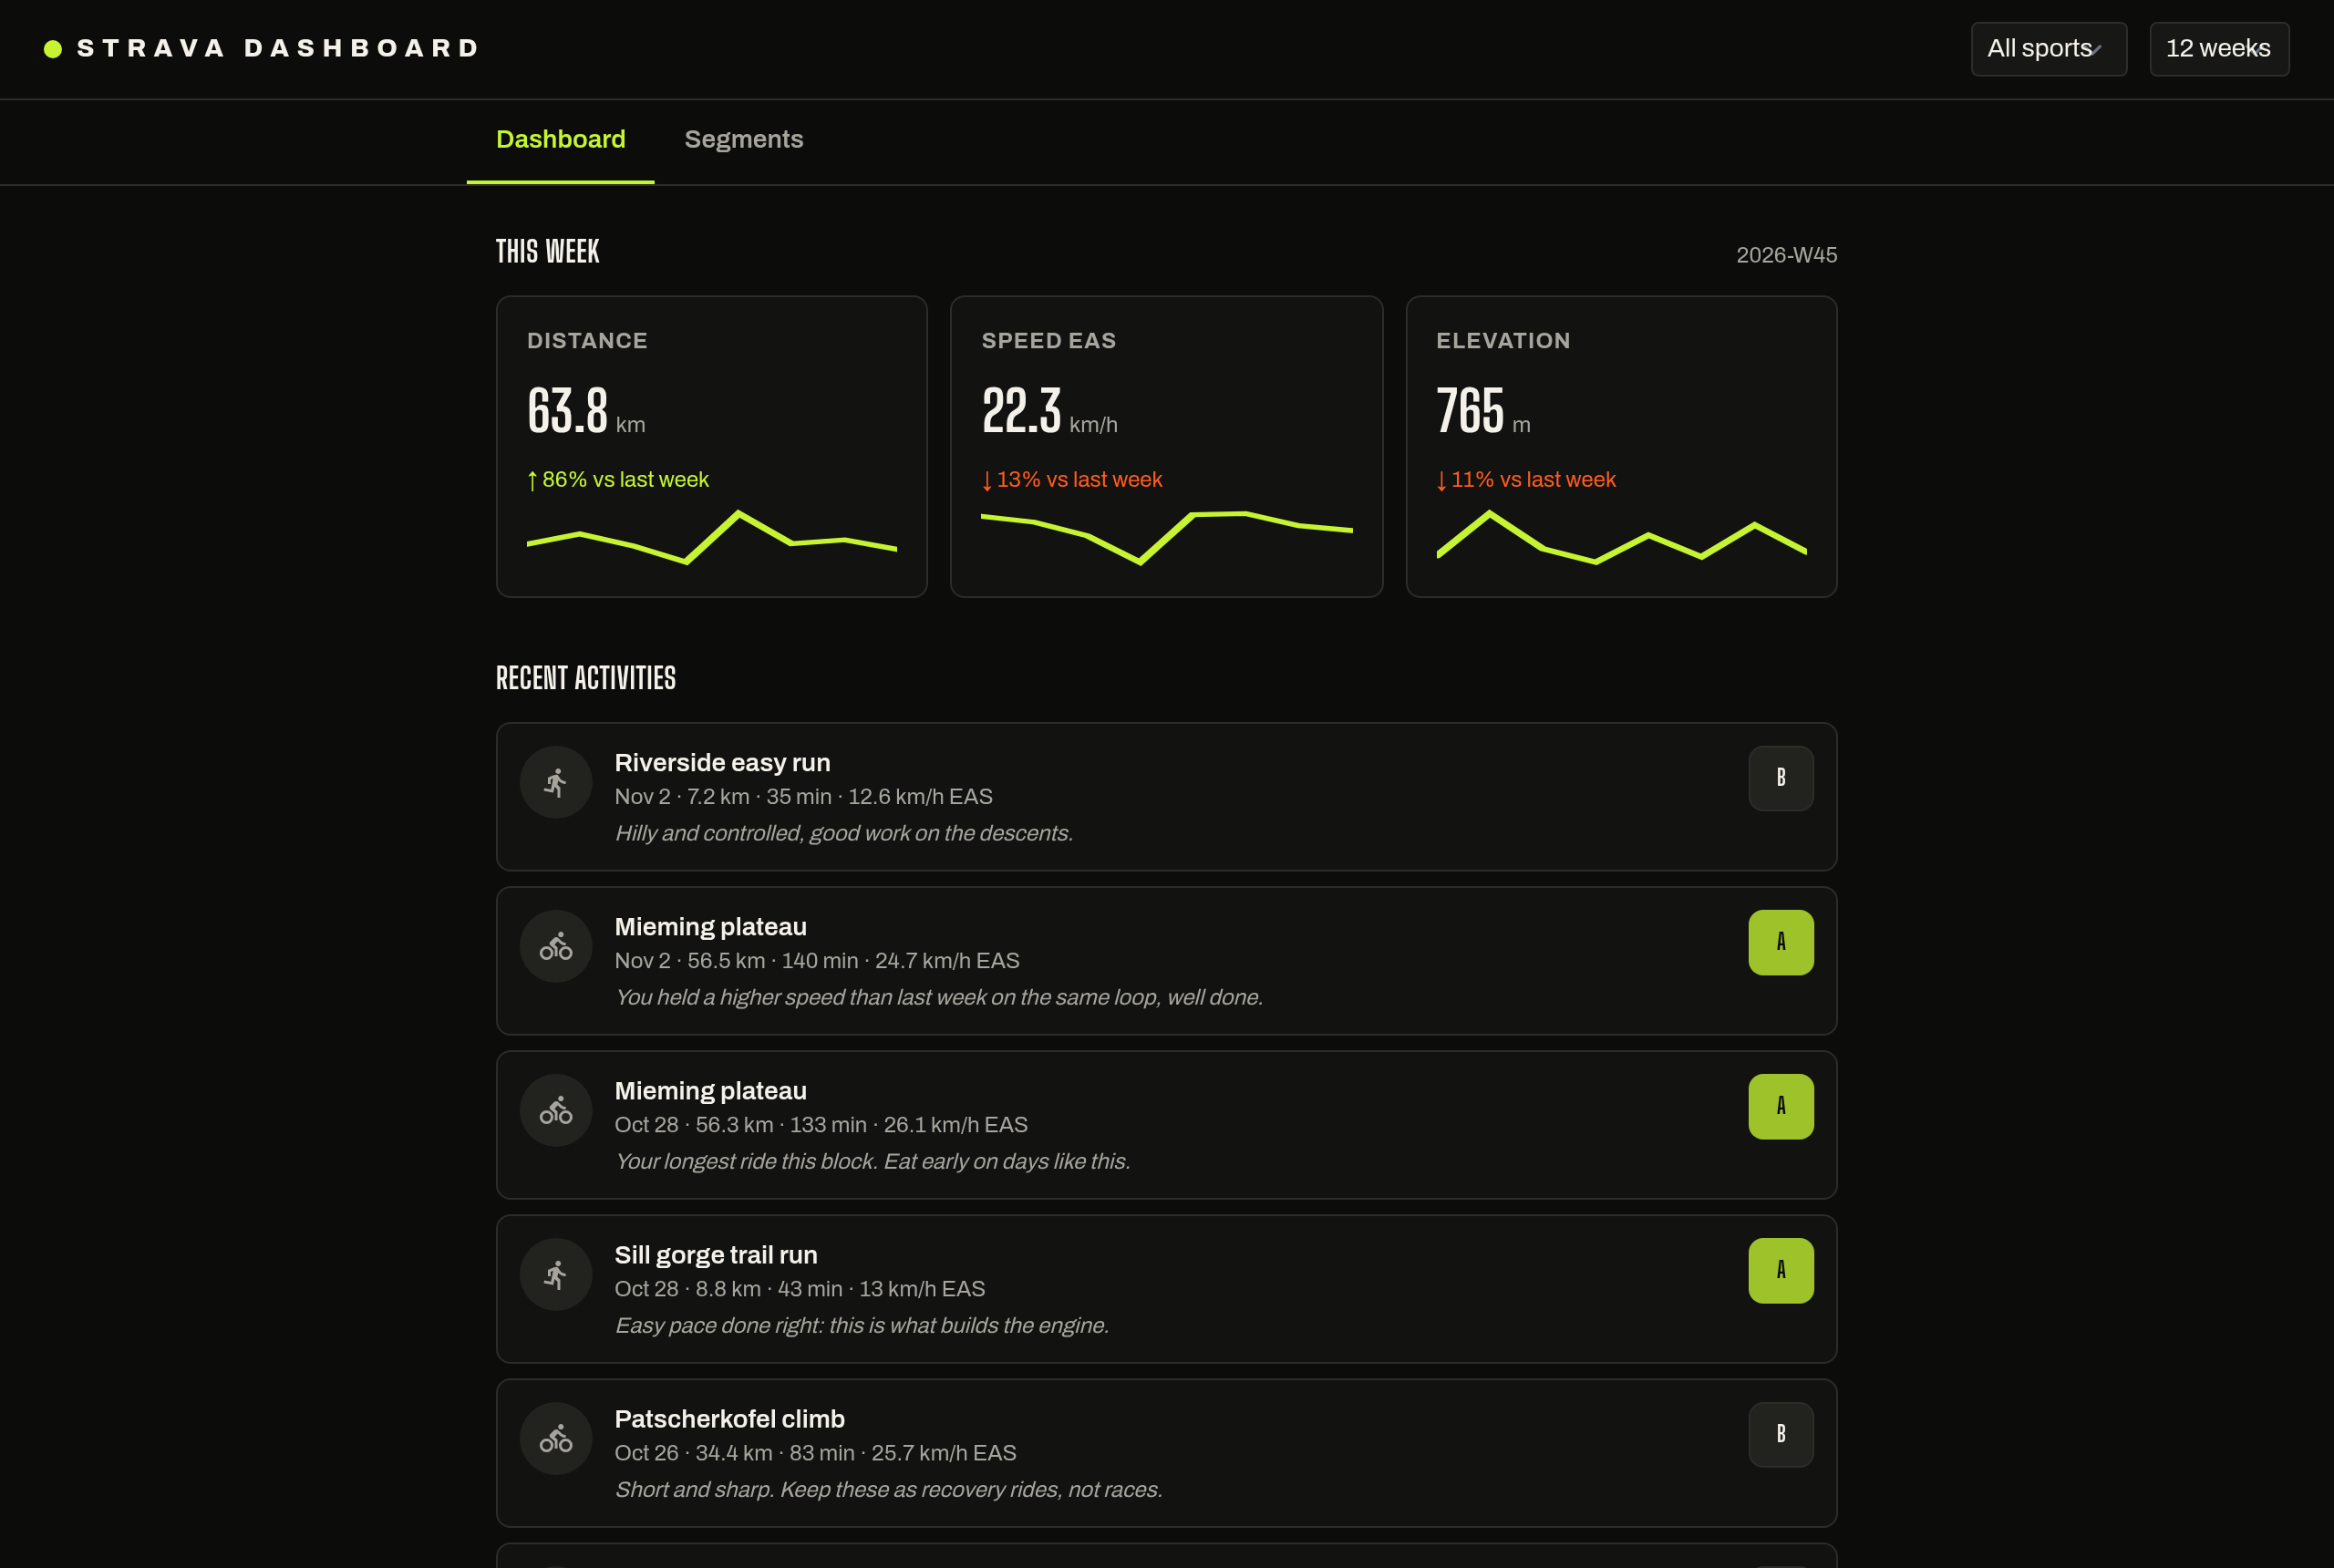 STRAVA DASHBOARD
All sports
12 weeks
Dashboard
Segments
THIS WEEK
2026-W45
DISTANCE
63.8 km
↑ 86% vs last week
SPEED EAS
22.3 km/h
↓ 13% vs last week
ELEVATION
765 m
↓ 11% vs last week
RECENT ACTIVITIES
Riverside easy run
Nov 2 · 7.2 km · 35 min · 12.6 km/h EAS
Hilly and controlled, good work on the descents.
B
Mieming plateau
Nov 2 · 56.5 km · 140 min · 24.7 km/h EAS
You held a higher speed than last week on the same loop, well done.
A
Mieming plateau
Oct 28 · 56.3 km · 133 min · 26.1 km/h EAS
Your longest ride this block. Eat early on days like this.
A
Sill gorge trail run
Oct 28 · 8.8 km · 43 min · 13 km/h EAS
Easy pace done right: this is what builds the engine.
A
Patscherkofel climb
Oct 26 · 34.4 km · 83 min · 25.7 km/h EAS
Short and sharp. Keep these as recovery rides, not races.
B